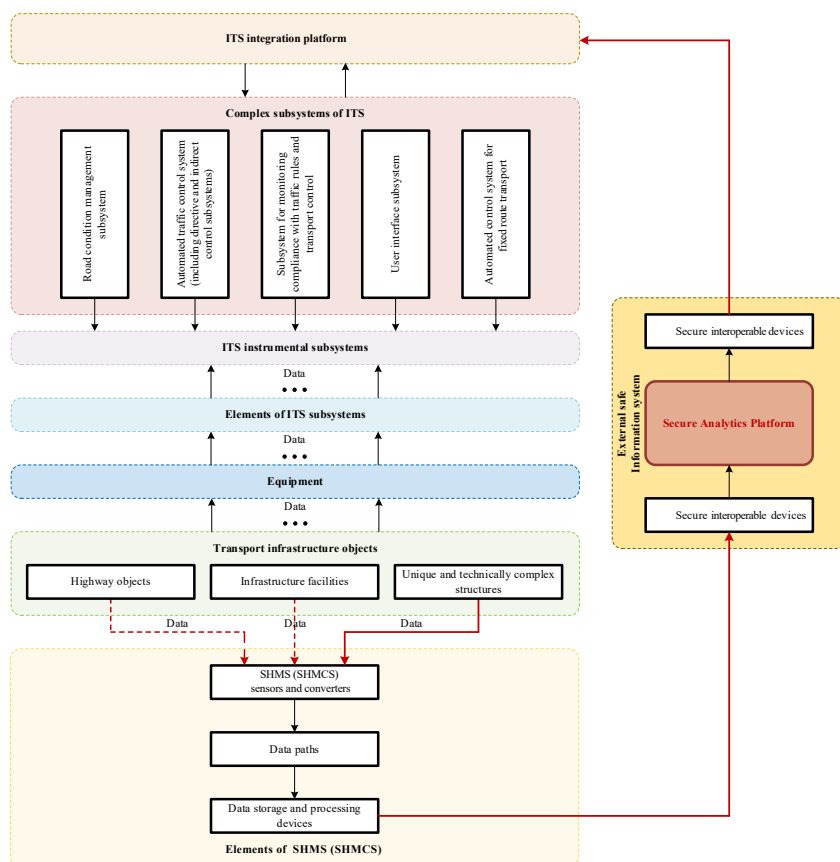 ITS integration platform
Complex subsystems of ITS
Road condition management
subsystem
Automated traffic control system
(including directive and indirect
control subsystems)
Subsystem for monitoring
compliance with traffic rules and
transport control
User interface subsystem
Automated control system for
fixed route transport
ITS instrumental subsystems
Data
Elements of ITS subsystems
Data
Equipment
Data
Transport infrastructure objects
Highway objects
Infrastructure facilities
Unique and technically complex
structures
Data
Data
Data
SHMS (SHMCS)
sensors and converters
Data paths
Data storage and processing
devices
Elements of SHMS (SHMCS)
External safe
Information system
Secure interoperable devices
Secure Analytics Platform
Secure interoperable devices